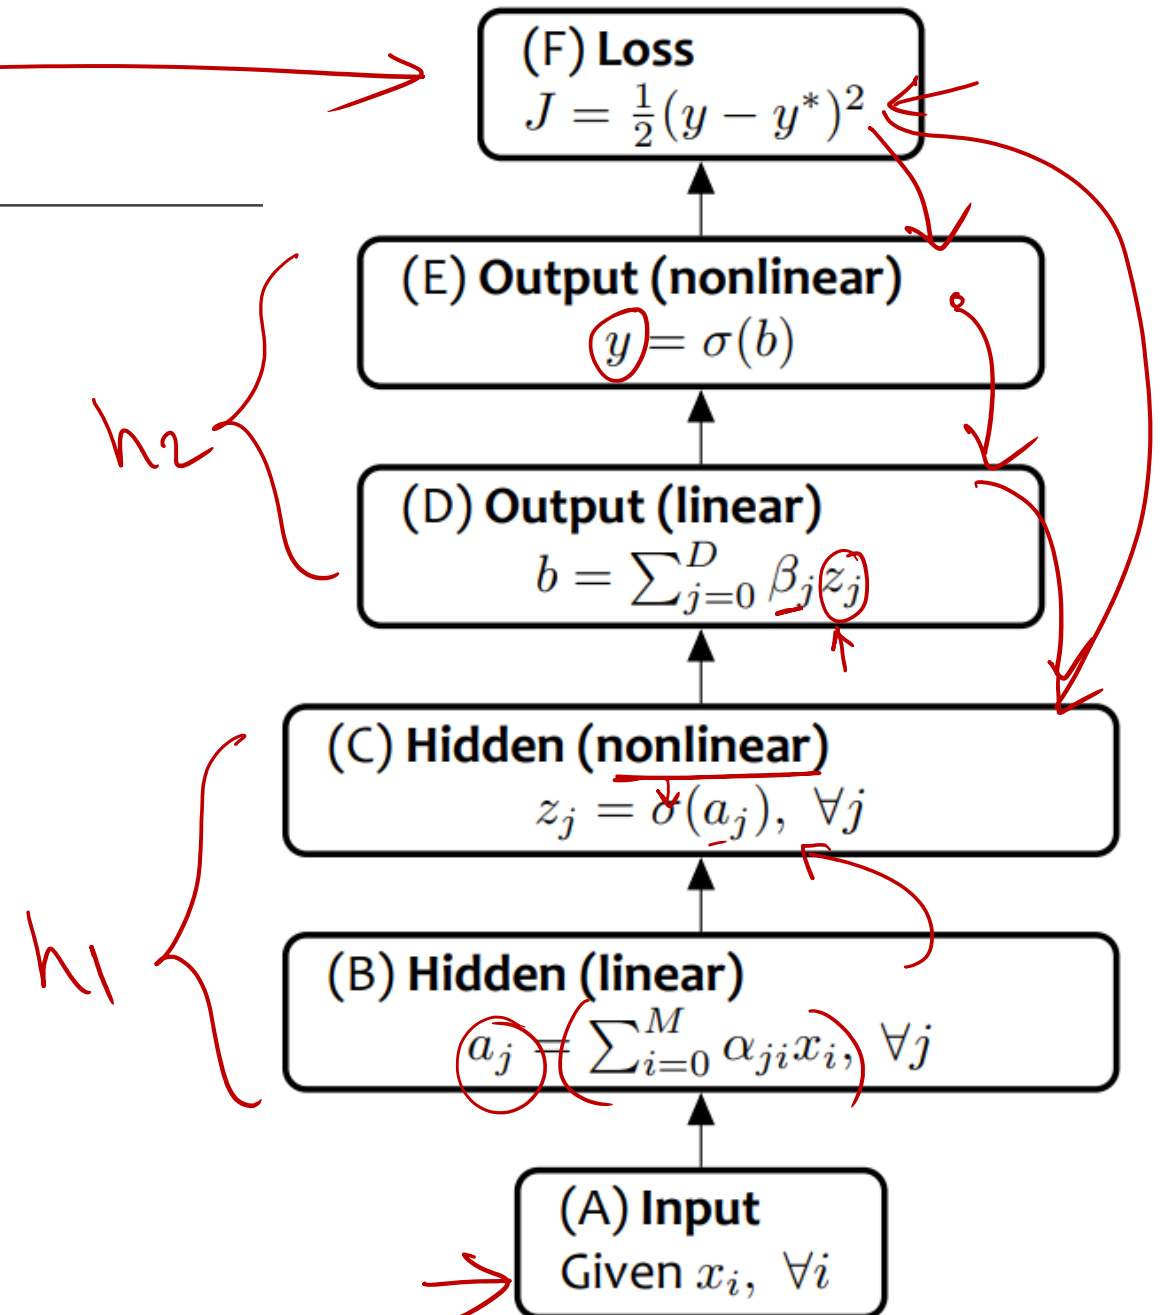 (F) Loss
J = ½(y − y*)²
(E) Output (nonlinear)
y = σ(b)
h2
(D) Output (linear)
b = ∑_{j=0}^{D} β_j z_j
(C) Hidden (nonlinear)
z_j = σ(a_j), ∀j
h1
(B) Hidden (linear)
a_j = ∑_{i=0}^{M} α_{ji} x_i, ∀j
(A) Input
Given x_i, ∀i